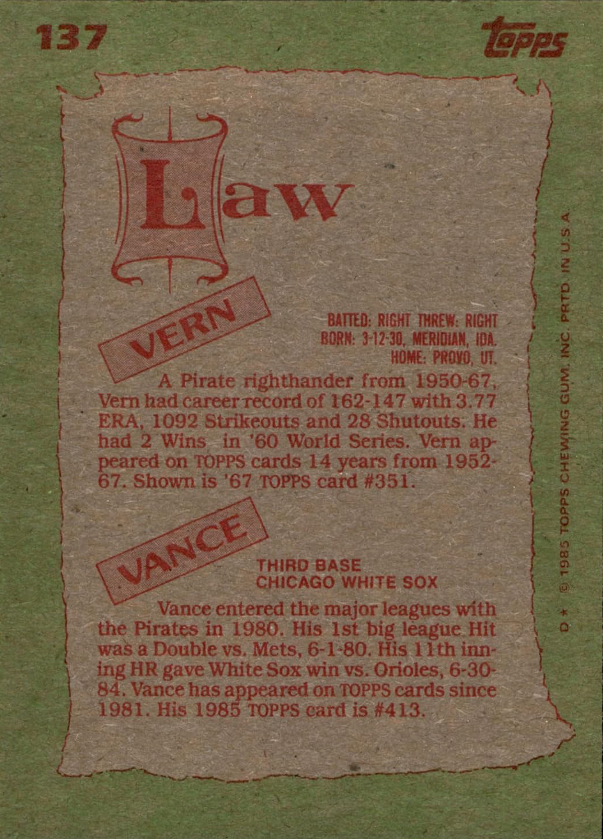 137
Topps
Law
VERN
BATTED: RIGHT THREW: RIGHT
BORN: 3-12-30, MERIDIAN, IDA.
HOME: PROVO, UT.
A Pirate righthander from 1950-67,
Vern had career record of 162-147 with 3.77
ERA, 1092 Strikeouts and 28 Shutouts. He
had 2 Wins in '60 World Series. Vern ap-
peared on TOPPS cards 14 years from 1952-
67. Shown is '67 TOPPS card #351.
VANCE
THIRD BASE
CHICAGO WHITE SOX
Vance entered the major leagues with
the Pirates in 1980. His 1st big league Hit
was a Double vs. Mets, 6-1-80. His 11th inn-
ing HR gave White Sox win vs. Orioles, 6-30-
84. Vance has appeared on TOPPS cards since
1981. His 1985 TOPPS card is #413.
D* © 1985 TOPPS CHEWING GUM. INC PRTD. IN U.S A